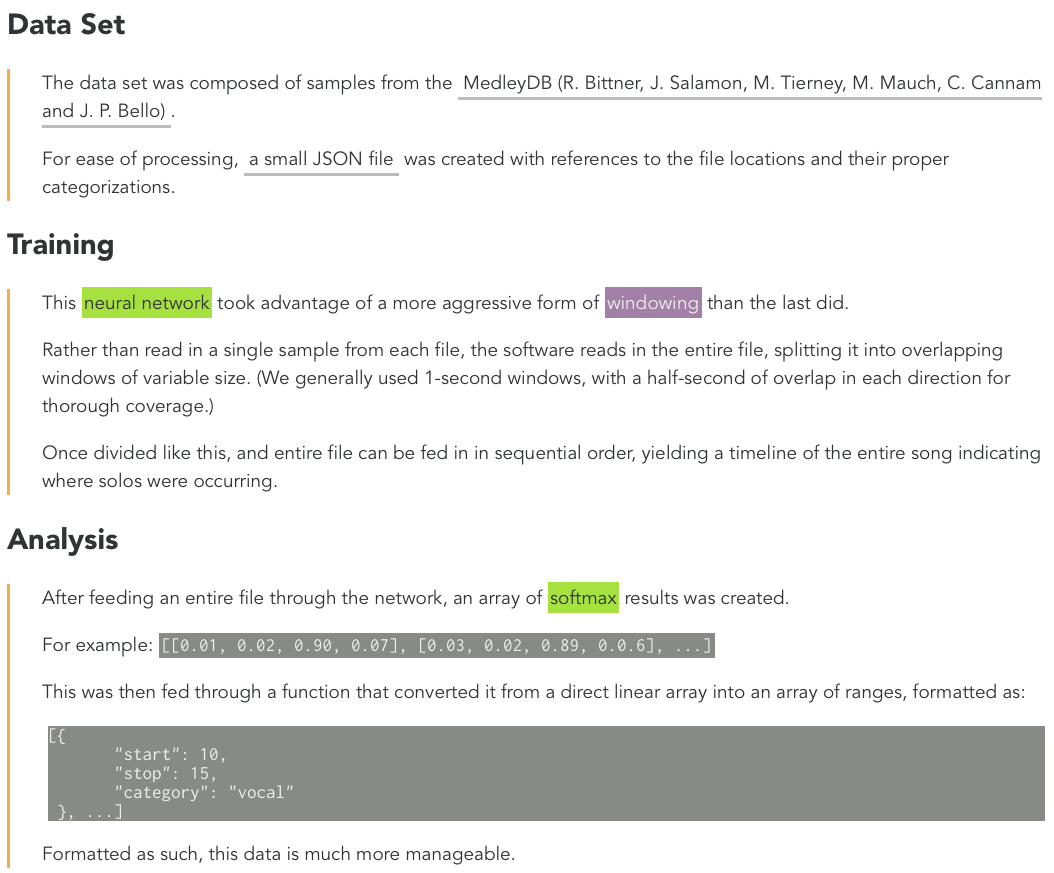 Data Set
The data set was composed of samples from the MedleyDB (R. Bittner, J. Salamon, M. Tierney, M. Mauch, C. Cannam
and J. P. Bello) .
For ease of processing, a small JSON file was created with references to the file locations and their proper
categorizations.
Training
This neural network took advantage of a more aggressive form of windowing than the last did.
Rather than read in a single sample from each file, the software reads in the entire file, splitting it into overlapping
windows of variable size. (We generally used 1-second windows, with a half-second of overlap in each direction for
thorough coverage.)
Once divided like this, and entire file can be fed in in sequential order, yielding a timeline of the entire song indicating
where solos were occurring.
Analysis
After feeding an entire file through the network, an array of softmax results was created.
For example: [[0.01, 0.02, 0.90, 0.07], [0.03, 0.02, 0.89, 0.0.6], ...]
This was then fed through a function that converted it from a direct linear array into an array of ranges, formatted as:
[{
"start": 10,
"stop": 15,
"category": "vocal"
}, ...]
Formatted as such, this data is much more manageable.